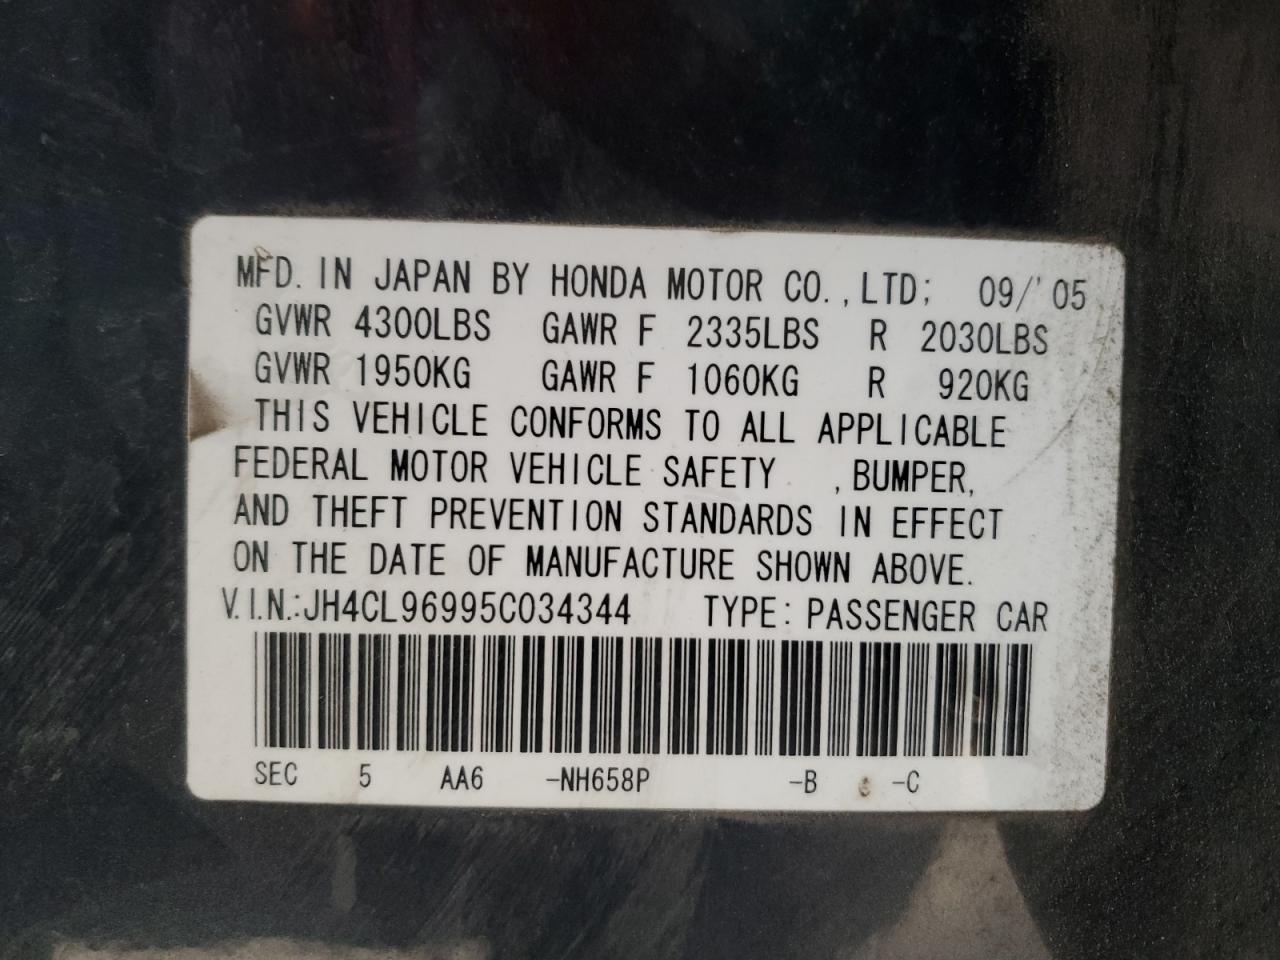 MFD. IN JAPAN BY HONDA MOTOR CO.,LTD; 09/'05
GVWR 4300LBS GAWR F 2335LBS R 2030LBS
GVWR 1950KG GAWR F 1060KG R 920KG
THIS VEHICLE CONFORMS TO ALL APPLICABLE
FEDERAL MOTOR VEHICLE SAFETY ,BUMPER,
AND THEFT PREVENTION STANDARDS IN EFFECT
ON THE DATE OF MANUFACTURE SHOWN ABOVE.
V.I.N.:JH4CL96995C034344 TYPE: PASSENGER CAR
SEC 5 AA6 -NH658P -B -C